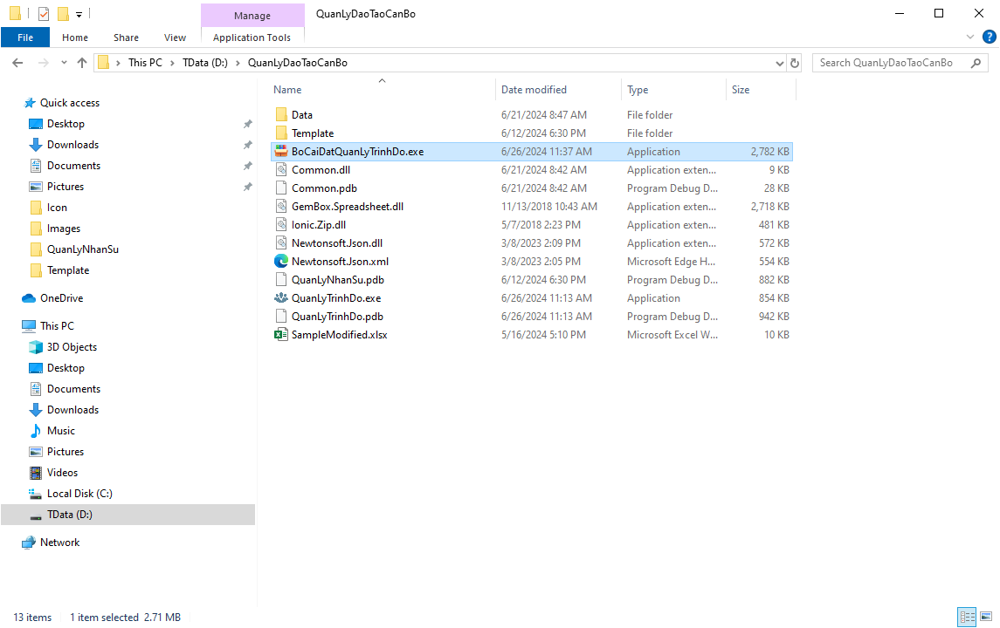 Manage
QuanLyDaoTaoCanBo
File
Home
Share
View
Application Tools
?
This PC
TData (D:)
QuanLyDaoTaoCanBo
Search QuanLyDaoTaoCanBo
Quick access
Desktop
Downloads
Documents
Pictures
Icon
Images
QuanLyNhanSu
Template
OneDrive
This PC
3D Objects
Desktop
Documents
Downloads
Music
Pictures
Videos
Local Disk (C:)
TData (D:)
Network
Name Date modified Type Size
Data 6/21/2024 8:47 AM File folder
Template 6/12/2024 6:30 PM File folder
BoCaiDatQuanLyTrinhDo.exe 6/26/2024 11:37 AM Application 2,782 KB
Common.dll 6/21/2024 8:42 AM Application exten... 9 KB
Common.pdb 6/21/2024 8:42 AM Program Debug D... 28 KB
GemBox.Spreadsheet.dll 11/13/2018 10:43 AM Application exten... 2,718 KB
Ionic.Zip.dll 5/7/2018 2:23 PM Application exten... 481 KB
Newtonsoft.Json.dll 3/8/2023 2:09 PM Application exten... 572 KB
Newtonsoft.Json.xml 3/8/2023 2:05 PM Microsoft Edge H... 554 KB
QuanLyNhanSu.pdb 6/12/2024 6:30 PM Program Debug D... 882 KB
QuanLyTrinhDo.exe 6/26/2024 11:13 AM Application 854 KB
QuanLyTrinhDo.pdb 6/26/2024 11:13 AM Program Debug D... 942 KB
SampleModified.xlsx 5/16/2024 5:10 PM Microsoft Excel W... 10 KB
13 items 1 item selected 2.71 MB